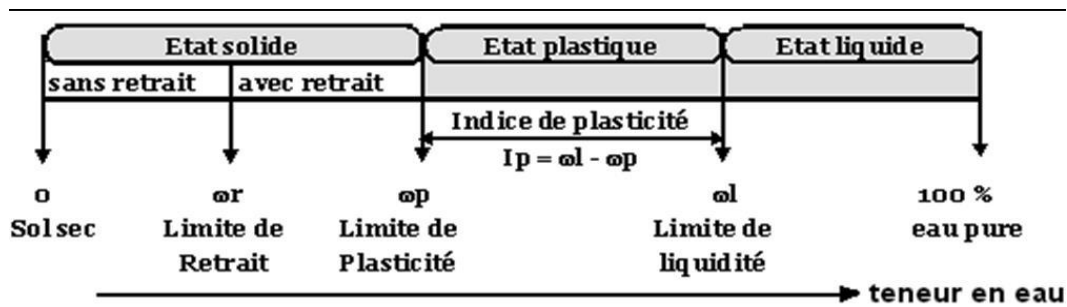 Etat solide Etat plastique Etat liquide
sans retrait avec retrait
Indice de plasticité
Ip = ωl - ωp
0 ωr ωp ωl 100 %
Sol sec Limite de Limite de Limite de eau pure
Retrait Plasticité liquidité
teneur en eau